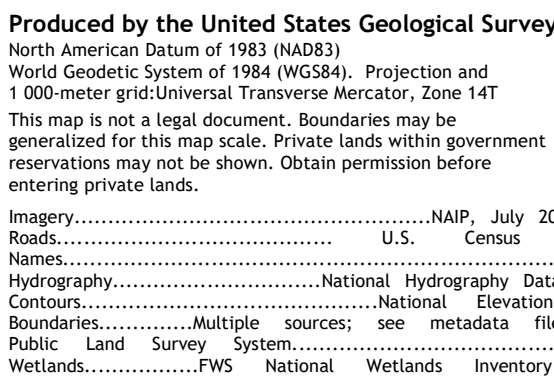 Produced by the United States Geological Survey
North American Datum of 1983 (NAD83)
World Geodetic System of 1984 (WGS84). Projection and
1 000-meter grid:Universal Transverse Mercator, Zone 14T
This map is not a legal document. Boundaries may be
generalized for this map scale. Private lands within government
reservations may not be shown. Obtain permission before
entering private lands.
Imagery.....................................................NAIP, July 20
Roads......................................... U.S. Census
Names.........................................................................
Hydrography...............................National Hydrography Data
Contours............................................National Elevation
Boundaries..............Multiple sources; see metadata file
Public Land Survey System.......................................
Wetlands.................FWS National Wetlands Inventory